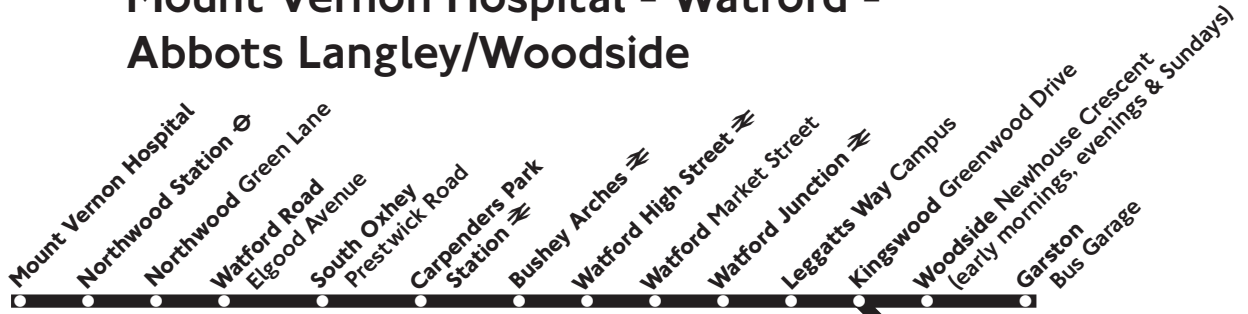 Mount Vernon Hospital - Watford -
Abbots Langley/Woodside
Mount Vernon Hospital
Northwood Station
Northwood Green Lane
Watford Road
Elgood Avenue
South Oxhey
Prestwick Road
Carpenders Park
Station
Bushey Arches
Watford High Street
Watford Market Street
Watford Junction
Leggatts Way Campus
Kingswood Greenwood Drive
Woodside Newhouse Crescent
(early mornings, evenings & Sundays)
Garston
Bus Garage